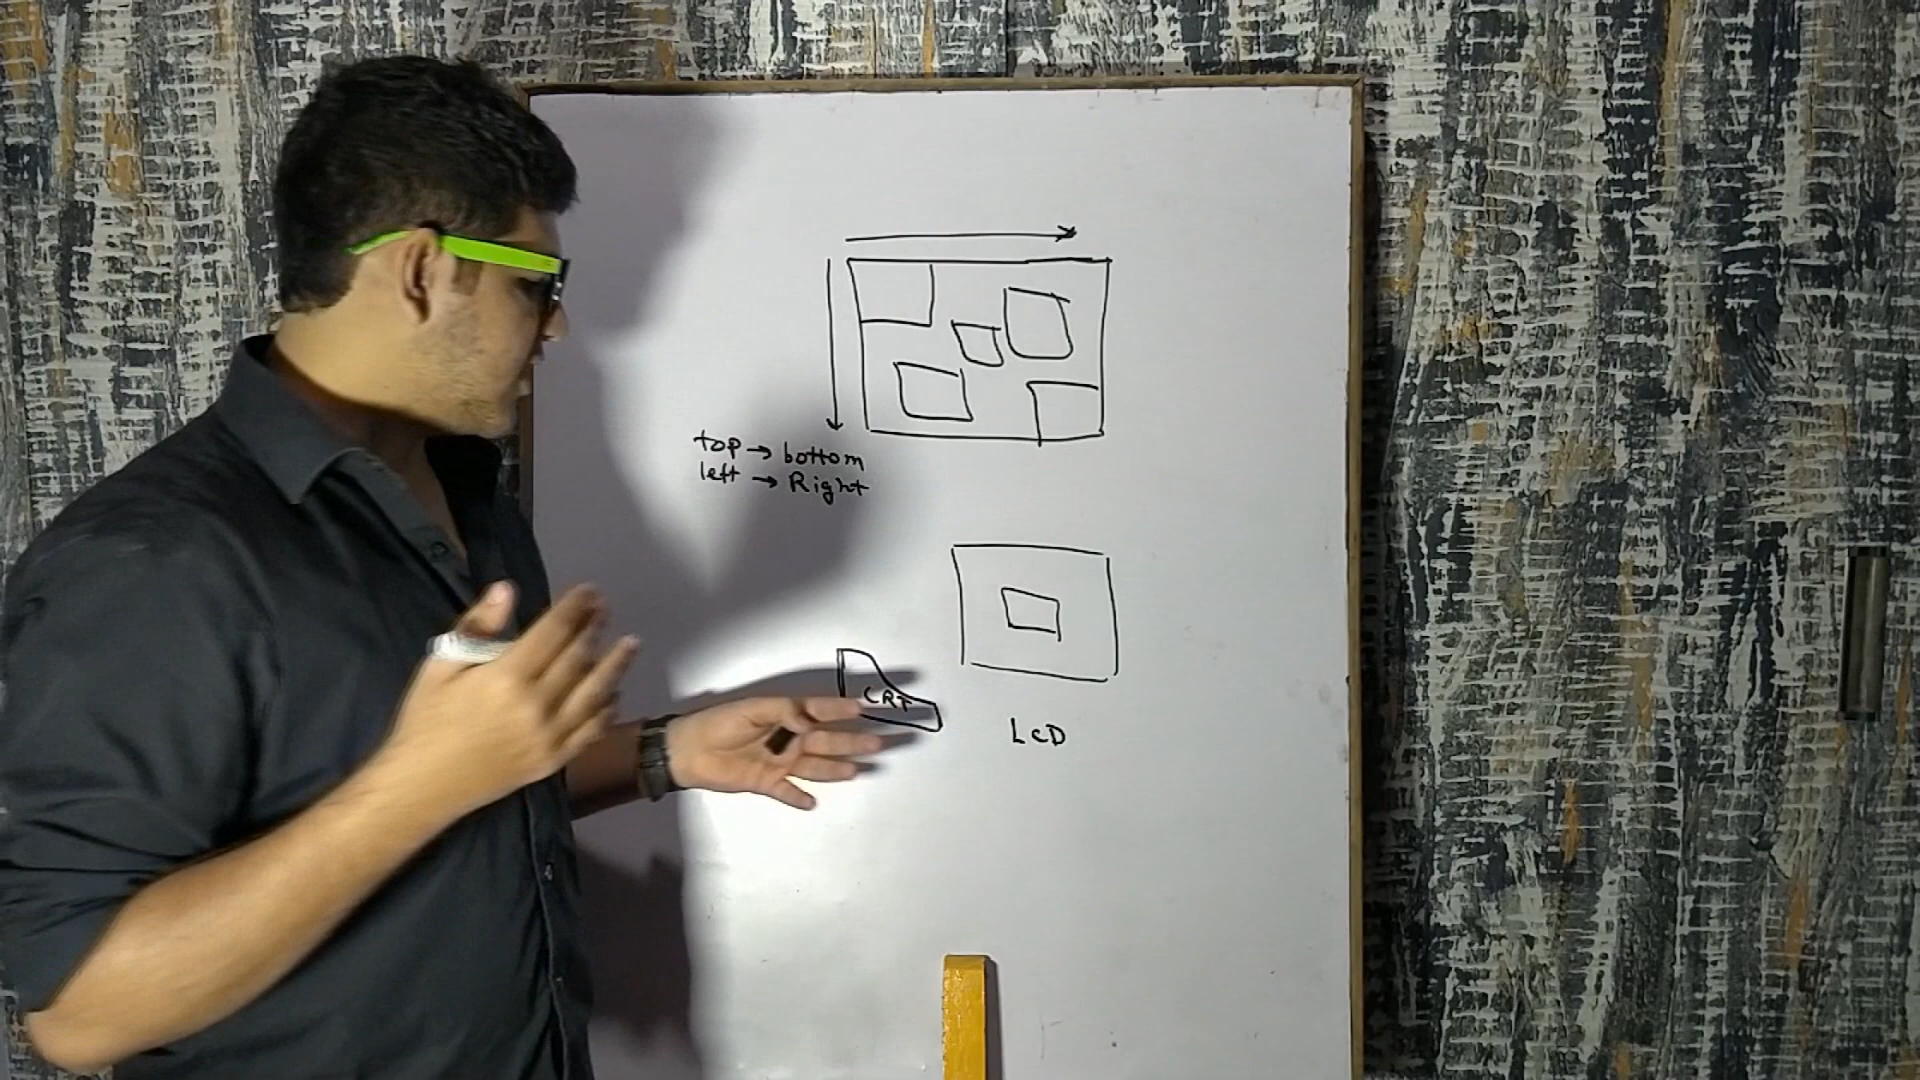 top → bottom
left → Right
CRT
LCD